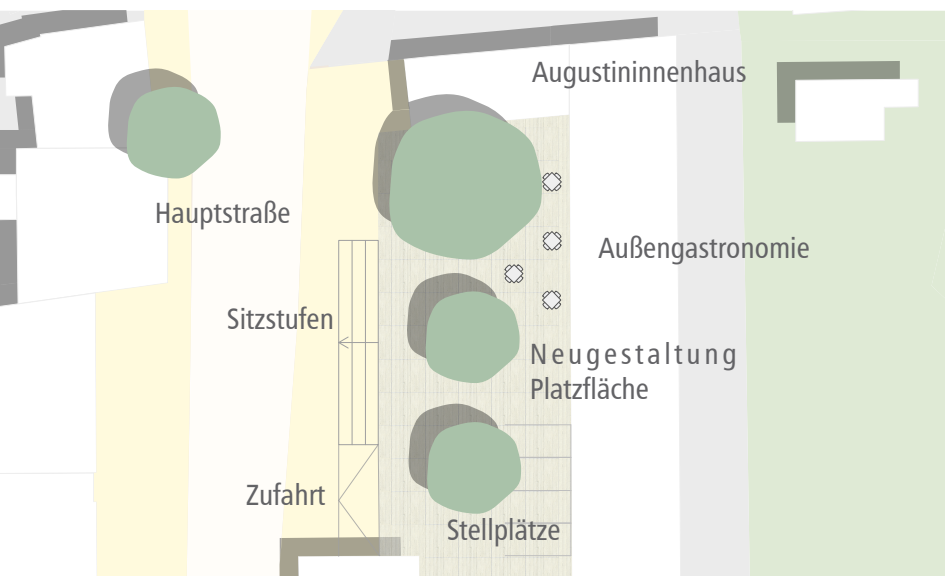 Augustininnenhaus
Hauptstraße
Außengastronomie
Sitzstufen
Neugestaltung
Platzfläche
Zufahrt
Stellplätze